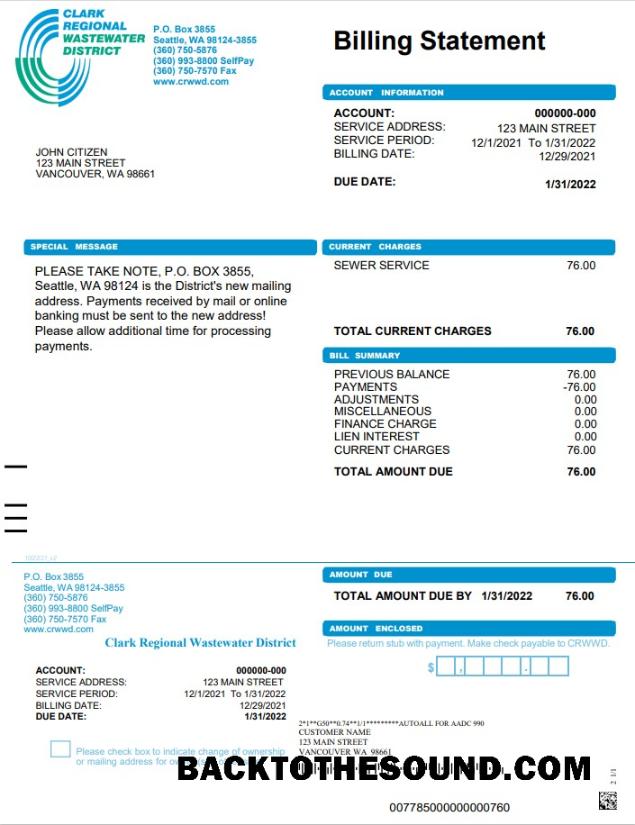 CLARK
REGIONAL
WASTEWATER
DISTRICT
P.O. Box 3855
Seattle, WA 98124-3855
(360) 750-5876
(360) 993-8800 SelfPay
(360) 750-7570 Fax
www.crwwd.com
Billing Statement
ACCOUNT INFORMATION
ACCOUNT: 000000-000
SERVICE ADDRESS: 123 MAIN STREET
SERVICE PERIOD: 12/1/2021 To 1/31/2022
BILLING DATE: 12/29/2021
DUE DATE: 1/31/2022
JOHN CITIZEN
123 MAIN STREET
VANCOUVER, WA 98661
SPECIAL MESSAGE
PLEASE TAKE NOTE, P.O. BOX 3855,
Seattle, WA 98124 is the District's new mailing
address. Payments received by mail or online
banking must be sent to the new address!
Please allow additional time for processing
payments.
CURRENT CHARGES
SEWER SERVICE 76.00
TOTAL CURRENT CHARGES 76.00
BILL SUMMARY
PREVIOUS BALANCE 76.00
PAYMENTS -76.00
ADJUSTMENTS 0.00
MISCELLANEOUS 0.00
FINANCE CHARGE 0.00
LIEN INTEREST 0.00
CURRENT CHARGES 76.00
TOTAL AMOUNT DUE 76.00
P.O. Box 3855
Seattle, WA 98124-3855
(360) 750-5876
(360) 993-8800 SelfPay
(360) 750-7570 Fax
www.crwwd.com
Clark Regional Wastewater District
ACCOUNT: 000000-000
SERVICE ADDRESS: 123 MAIN STREET
SERVICE PERIOD: 12/1/2021 To 1/31/2022
BILLING DATE: 12/29/2021
DUE DATE: 1/31/2022
Please check box to indicate change of ownership
or mailing address for
AMOUNT DUE
TOTAL AMOUNT DUE BY 1/31/2022 76.00
AMOUNT ENCLOSED
Please return stub with payment. Make check payable to CRWWD.
$ , .
2*1**G50**0.74**1/1*********AUTOALL FOR AADC 990
CUSTOMER NAME
123 MAIN STREET
VANCOUVER WA 98661
BACKTOTHESOUND.COM
2 1/1
007785000000000760